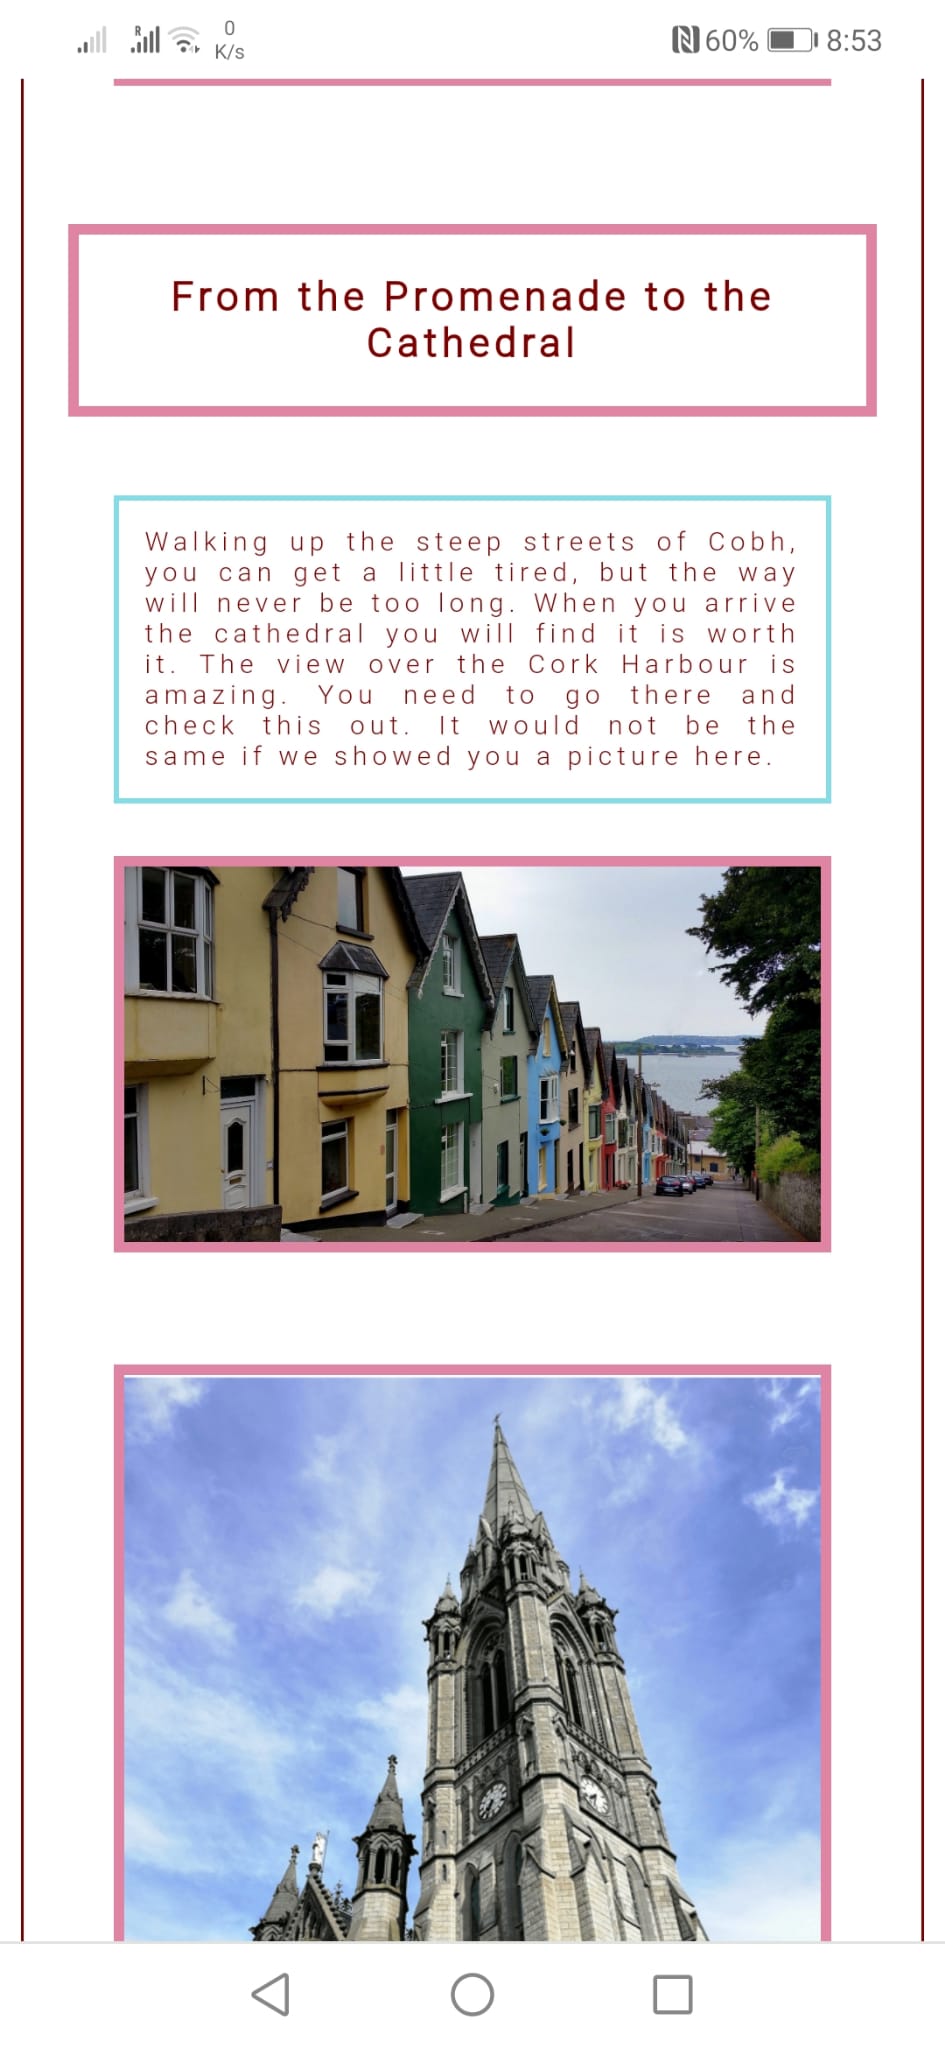 R
0
K/s
60%
8:53
From the Promenade to the
Cathedral
Walking up the steep streets of Cobh,
you can get a little tired, but the way
will never be too long. When you arrive
the cathedral you will find it is worth
it. The view over the Cork Harbour is
amazing. You need to go there and
check this out. It would not be the
same if we showed you a picture here.